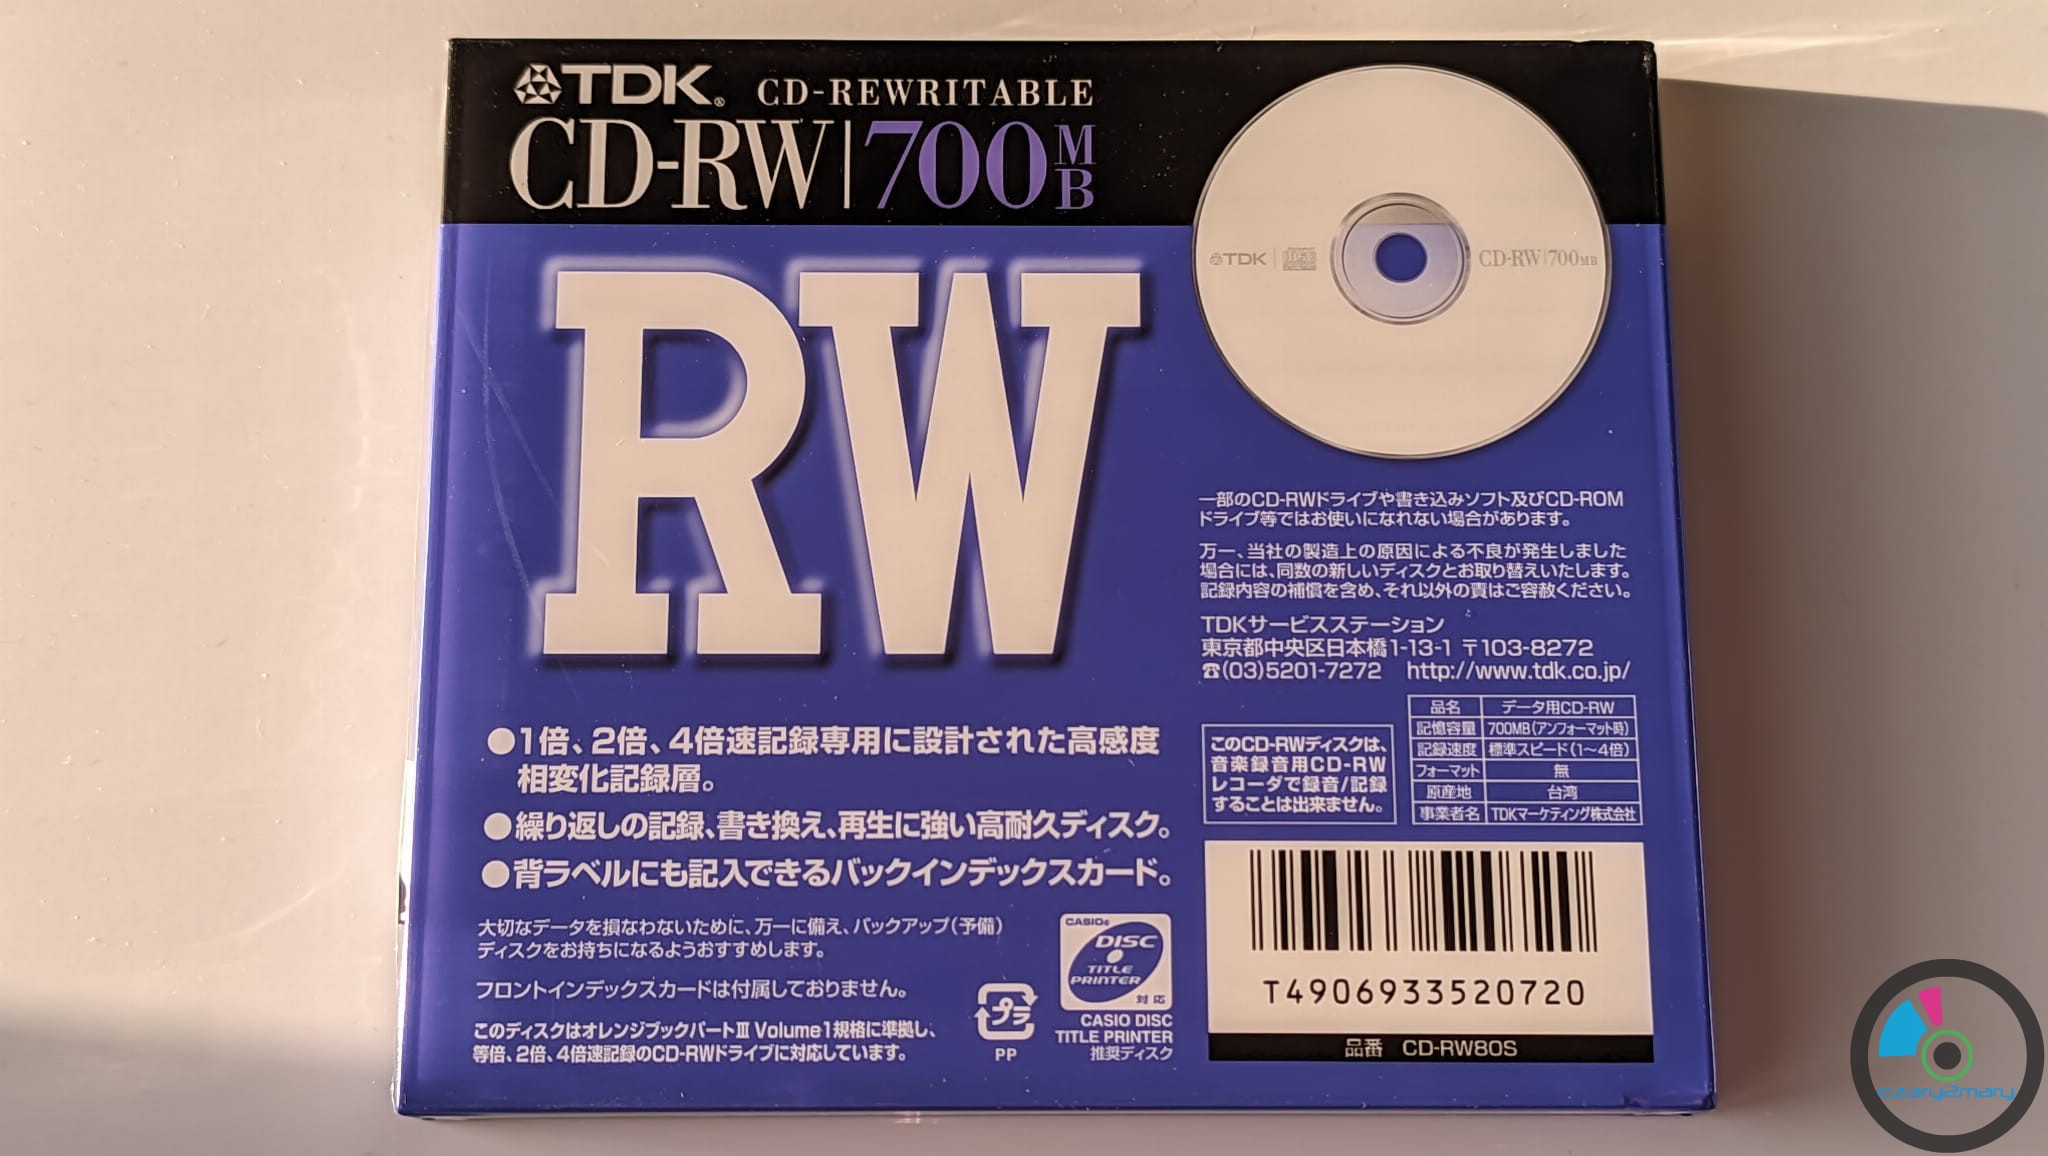 TDK® CD-REWRITABLE
CD-RW|700MB
TDK CD-RW|700MB
RW
●1倍、2倍、4倍速記録専用に設計された高感度
相変化記録層。
●繰り返しの記録、書き換え、再生に強い高耐久ディスク。
●背ラベルにも記入できるバックインデックスカード。
大切なデータを損なわないために、万一に備え、バックアップ(予備)
ディスクをお持ちになるようおすすめします。
フロントインデックスカードは付属しておりません。
このディスクはオレンジブックパートⅢ Volume1規格に準拠し、
等倍、2倍、4倍速記録のCD-RWドライブに対応しています。
プラ
PP
CASIO®
DISC
TITLE
PRINTER
対応
CASIO DISC
TITLE PRINTER
推奨ディスク
一部のCD-RWドライブや書き込みソフト及びCD-ROM
ドライブ等ではお使いになれない場合があります。
万一、当社の製造上の原因による不良が発生しました
場合には、同数の新しいディスクとお取り替えいたします。
記録内容の補償を含め、それ以外の責はご容赦ください。
TDKサービスステーション
東京都中央区日本橋1-13-1 〒103-8272
☎(03)5201-7272 http://www.tdk.co.jp/
このCD-RWディスクは、
音楽録音用CD-RW
レコーダで録音/記録
することは出来ません。
品名 データ用CD-RW
記憶容量 700MB(アンフォーマット時)
記録速度 標準スピード(1〜4倍)
フォーマット 無
原産地 台湾
事業者名 TDKマーケティング株式会社
T4906933520720
品番 CD-RW80S
czary2mary